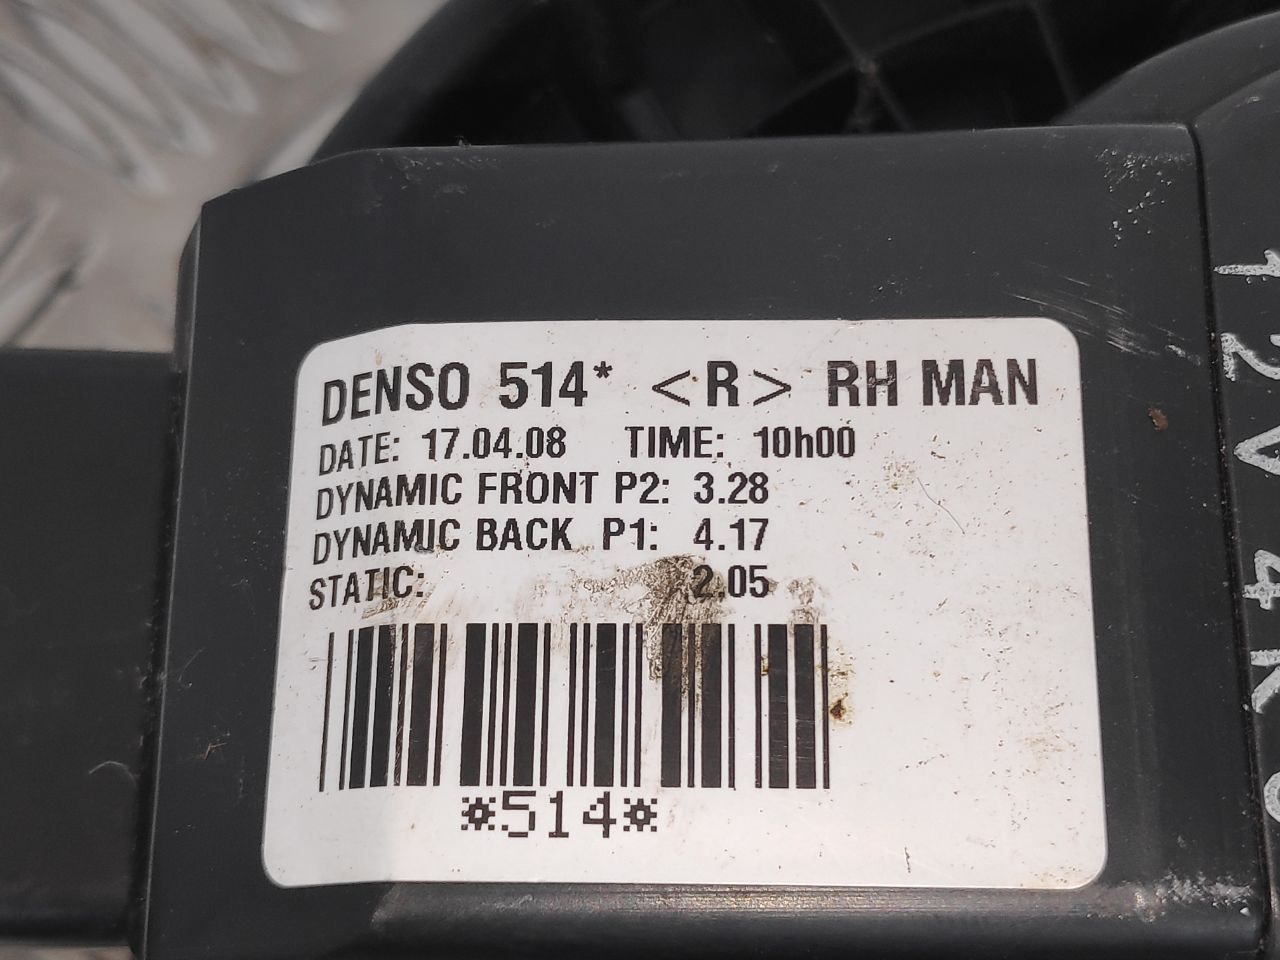 DENSO 514* <R> RH MAN
DATE: 17.04.08 TIME: 10h00
DYNAMIC FRONT P2: 3.28
DYNAMIC BACK P1: 4.17
STATIC: 2.05
*514*